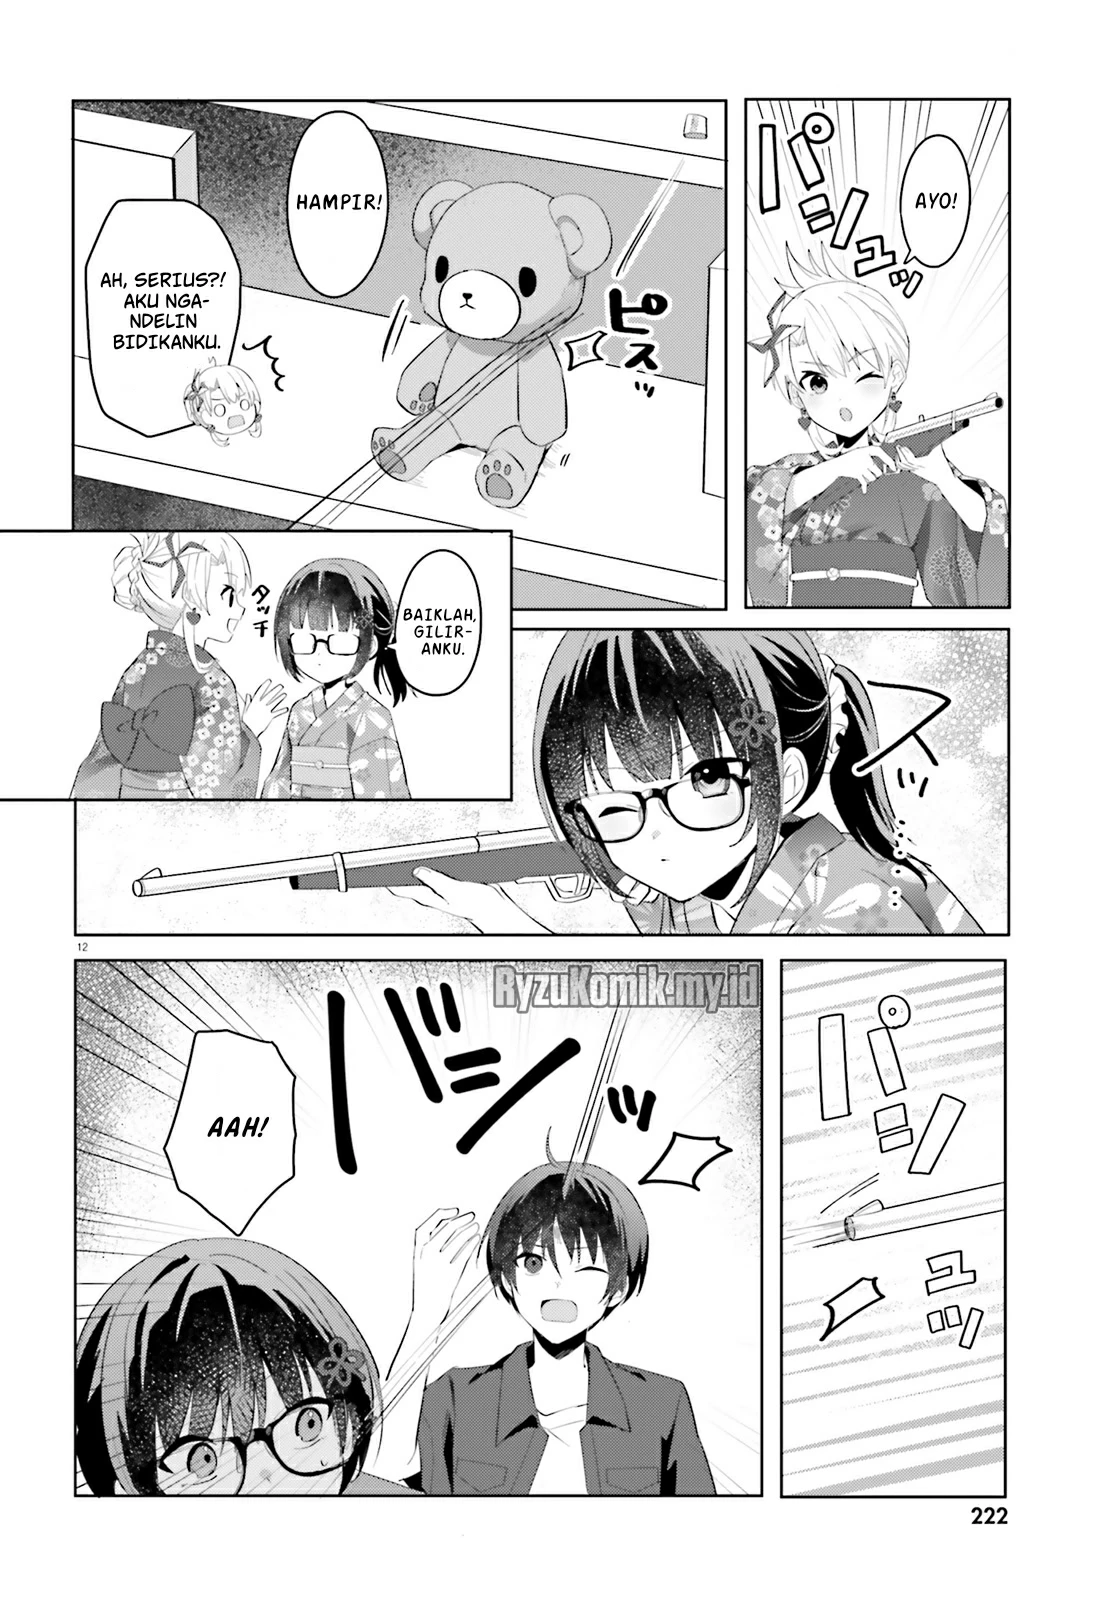 AYO!
パシュッ
HAMPIR!
ピスッ
AH, SERIUS?!
AKU NGA-
NDELIN
BIDIKANKU.
BAIKLAH,
GILIR-
ANKU.
タッチ
スッ
12
RyzuKomik.my.id
パシュッ
バシッ
AAH!
222